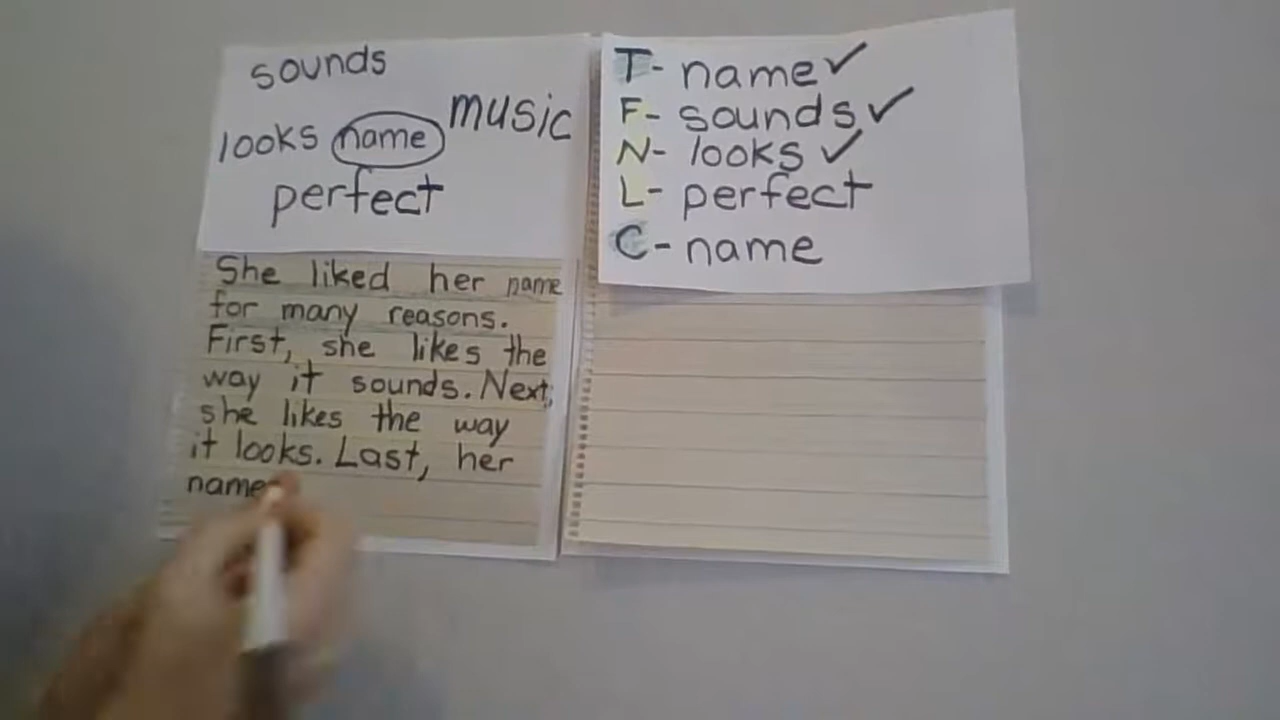 sounds
music
looks name
perfect
T- name ✓
F- sounds ✓
N- looks ✓
L- perfect
C- name
She liked her name
for many reasons.
First, she likes the
way it sounds. Next,
she likes the way
it looks. Last, her
name